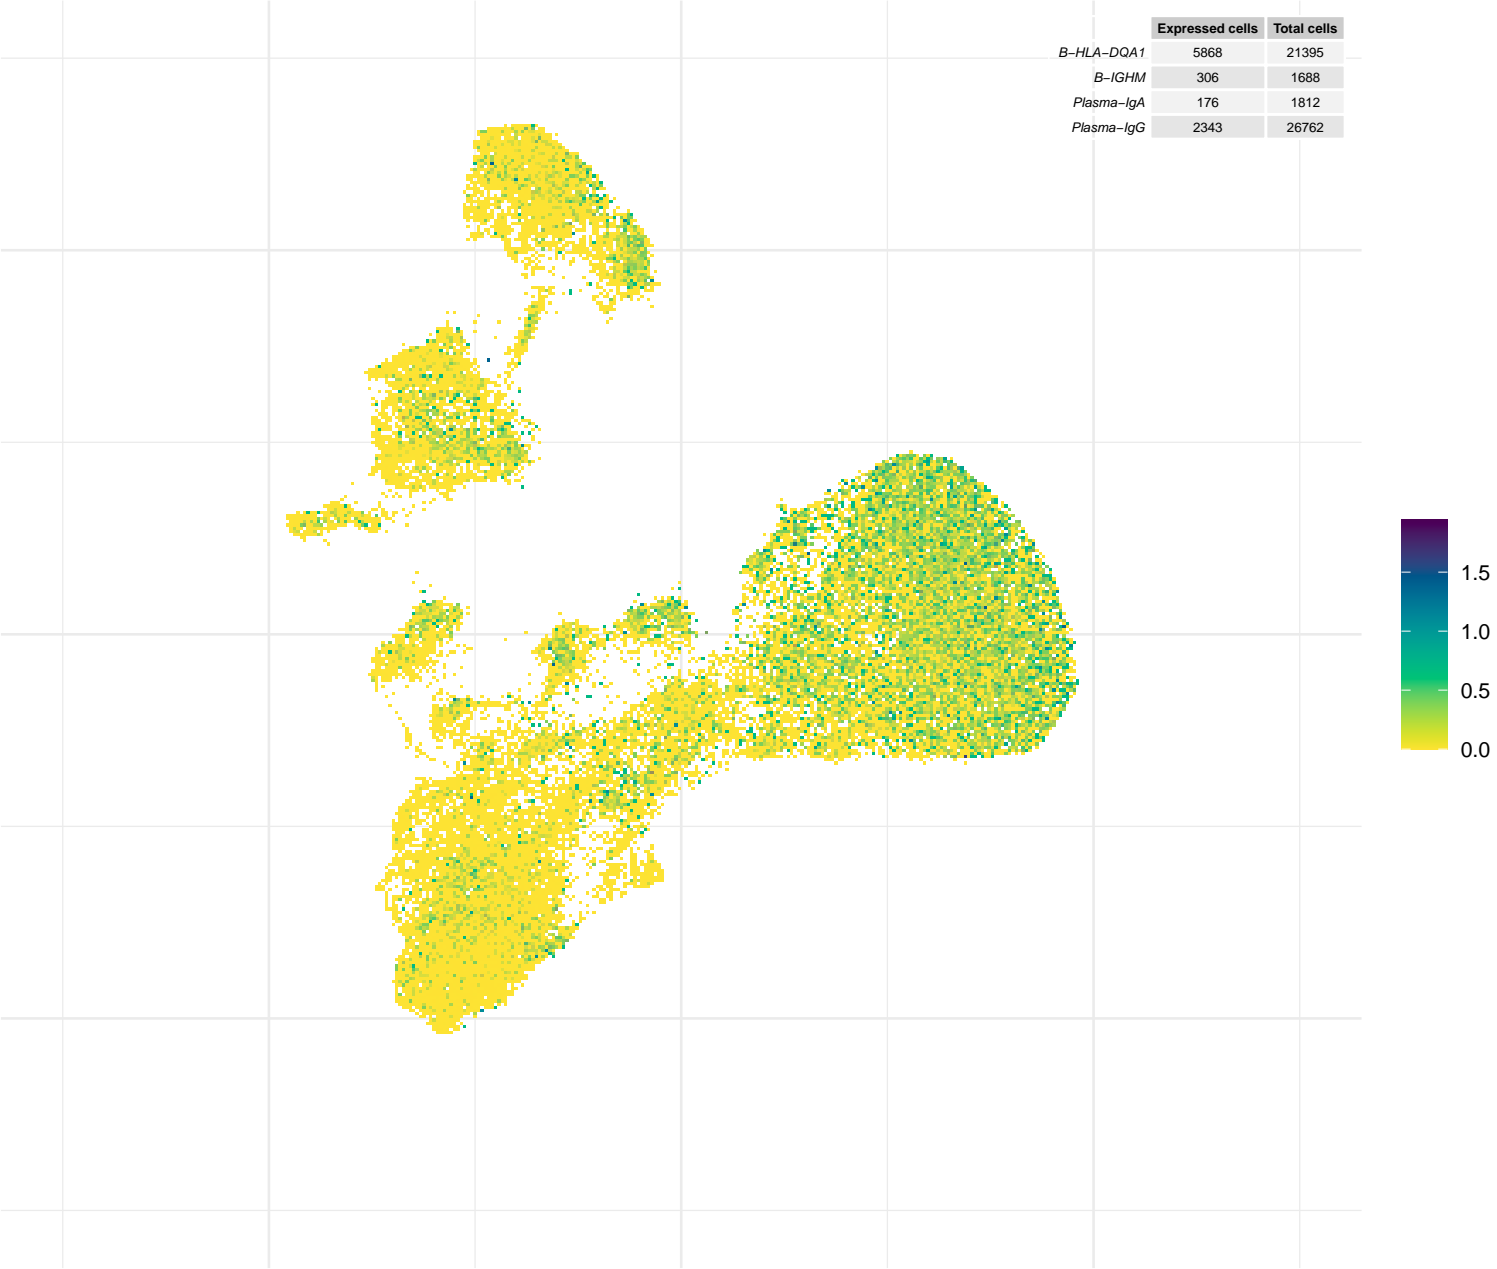 Expressed cells Total cells
B−HLA−DQA1 5868 21395
B−IGHM 306 1688
Plasma−IgA 176 1812
Plasma−IgG 2343 26762
1.5
1.0
0.5
0.0